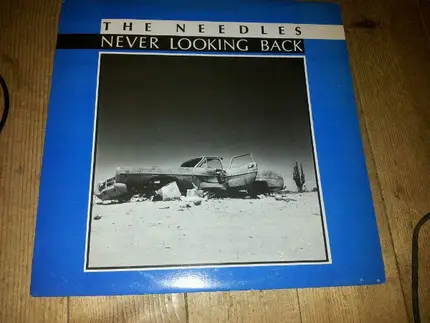 THE NEEDLES
NEVER LOOKING BACK